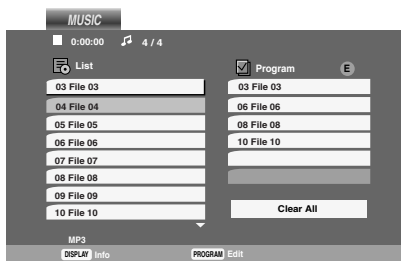 MUSIC
0:00:00 4 / 4
List
03 File 03
04 File 04
05 File 05
06 File 06
07 File 07
08 File 08
09 File 09
10 File 10
Program E
03 File 03
06 File 06
08 File 08
10 File 10
Clear All
MP3
DISPLAY Info PROGRAM Edit